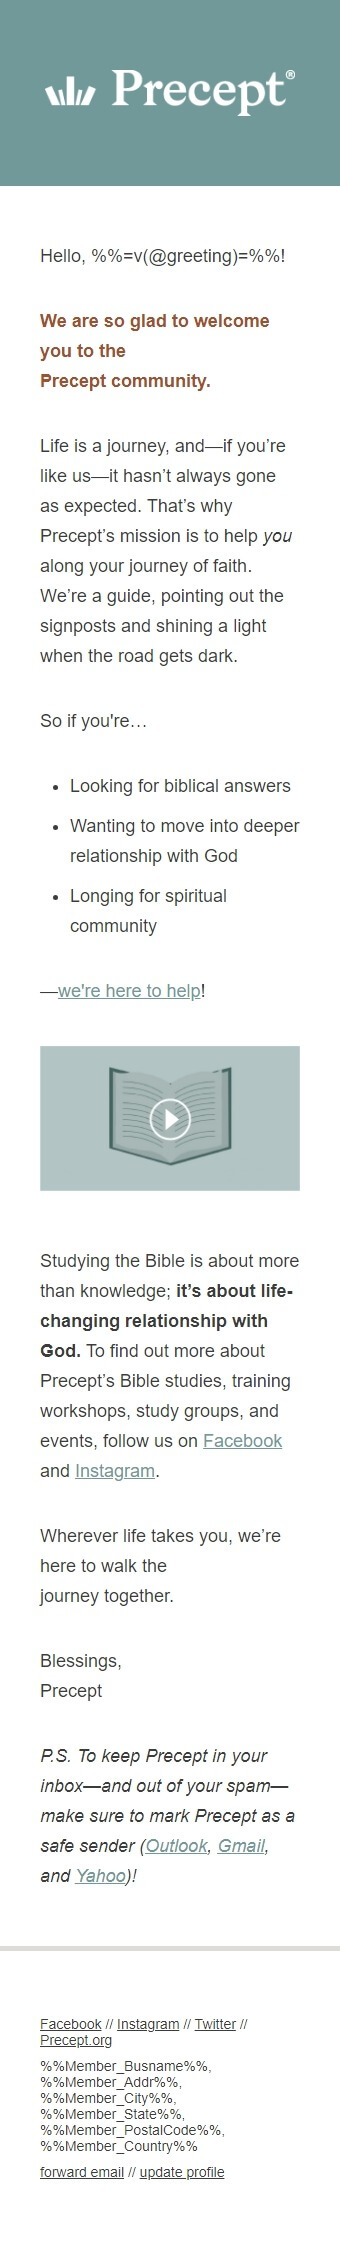 Precept®
Hello, %%=v(@greeting)=%%!
We are so glad to welcome
you to the
Precept community.
Life is a journey, and—if you’re
like us—it hasn’t always gone
as expected. That’s why
Precept’s mission is to help you
along your journey of faith.
We’re a guide, pointing out the
signposts and shining a light
when the road gets dark.
So if you're…
• Looking for biblical answers
• Wanting to move into deeper
relationship with God
• Longing for spiritual
community
—we're here to help!
Studying the Bible is about more
than knowledge; it’s about life-
changing relationship with
God. To find out more about
Precept’s Bible studies, training
workshops, study groups, and
events, follow us on Facebook
and Instagram.
Wherever life takes you, we’re
here to walk the
journey together.
Blessings,
Precept
P.S. To keep Precept in your
inbox—and out of your spam—
make sure to mark Precept as a
safe sender (Outlook, Gmail,
and Yahoo)!
Facebook // Instagram // Twitter //
Precept.org
%%Member_Busname%%,
%%Member_Addr%%,
%%Member_City%%,
%%Member_State%%,
%%Member_PostalCode%%,
%%Member_Country%%
forward email // update profile